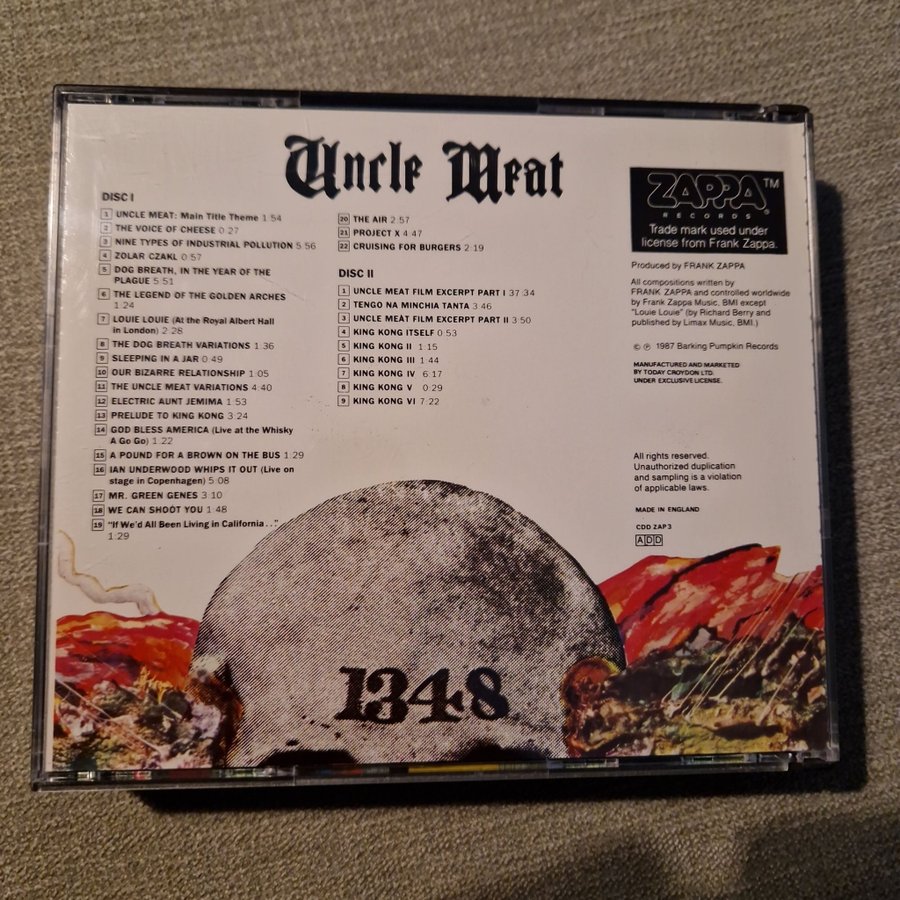 Uncle Meat
DISC I
1 UNCLE MEAT: Main Title Theme 1 54
2 THE VOICE OF CHEESE 0 27
3 NINE TYPES OF INDUSTRIAL POLLUTION 5 56
4 ZOLAR CZAKL 0 57
5 DOG BREATH, IN THE YEAR OF THE
PLAGUE 5 51
6 THE LEGEND OF THE GOLDEN ARCHES
1 24
7 LOUIE LOUIE (At the Royal Albert Hall
in London) 2 28
8 THE DOG BREATH VARIATIONS 1 36
9 SLEEPING IN A JAR 0 49
10 OUR BIZARRE RELATIONSHIP 1 05
11 THE UNCLE MEAT VARIATIONS 4 40
12 ELECTRIC AUNT JEMIMA 1 53
13 PRELUDE TO KING KONG 3 24
14 GOD BLESS AMERICA (Live at the Whisky
A Go Go) 1.22
15 A POUND FOR A BROWN ON THE BUS 1 29
16 IAN UNDERWOOD WHIPS IT OUT (Live on
stage in Copenhagen) 5 08
17 MR. GREEN GENES 3 10
18 WE CAN SHOOT YOU 1 48
19 "If We'd All Been Living in California . ."
1:29
20 THE AIR 2 57
21 PROJECT X 4 47
22 CRUISING FOR BURGERS 2 19
DISC II
1 UNCLE MEAT FILM EXCERPT PART I 37 34
2 TENGO NA MINCHIA TANTA 3 46
3 UNCLE MEAT FILM EXCERPT PART II 3 50
4 KING KONG ITSELF 0 53
5 KING KONG II 1 15
6 KING KONG III 1 44
7 KING KONG IV 6 17
8 KING KONG V 0:29
9 KING KONG VI 7 22
ZAPPA™
RECORDS®
Trade mark used under
license from Frank Zappa.
Produced by FRANK ZAPPA
All compositions written by
FRANK ZAPPA and controlled worldwide
by Frank Zappa Music, BMI except
"Louie Louie" (by Richard Berry and
published by Limax Music, BMI.)
© ℗ 1987 Barking Pumpkin Records
MANUFACTURED AND MARKETED
BY TODAY CROYDON LTD.
UNDER EXCLUSIVE LICENSE.
All rights reserved.
Unauthorized duplication
and sampling is a violation
of applicable laws.
MADE IN ENGLAND
CDD ZAP 3
ADD
1348